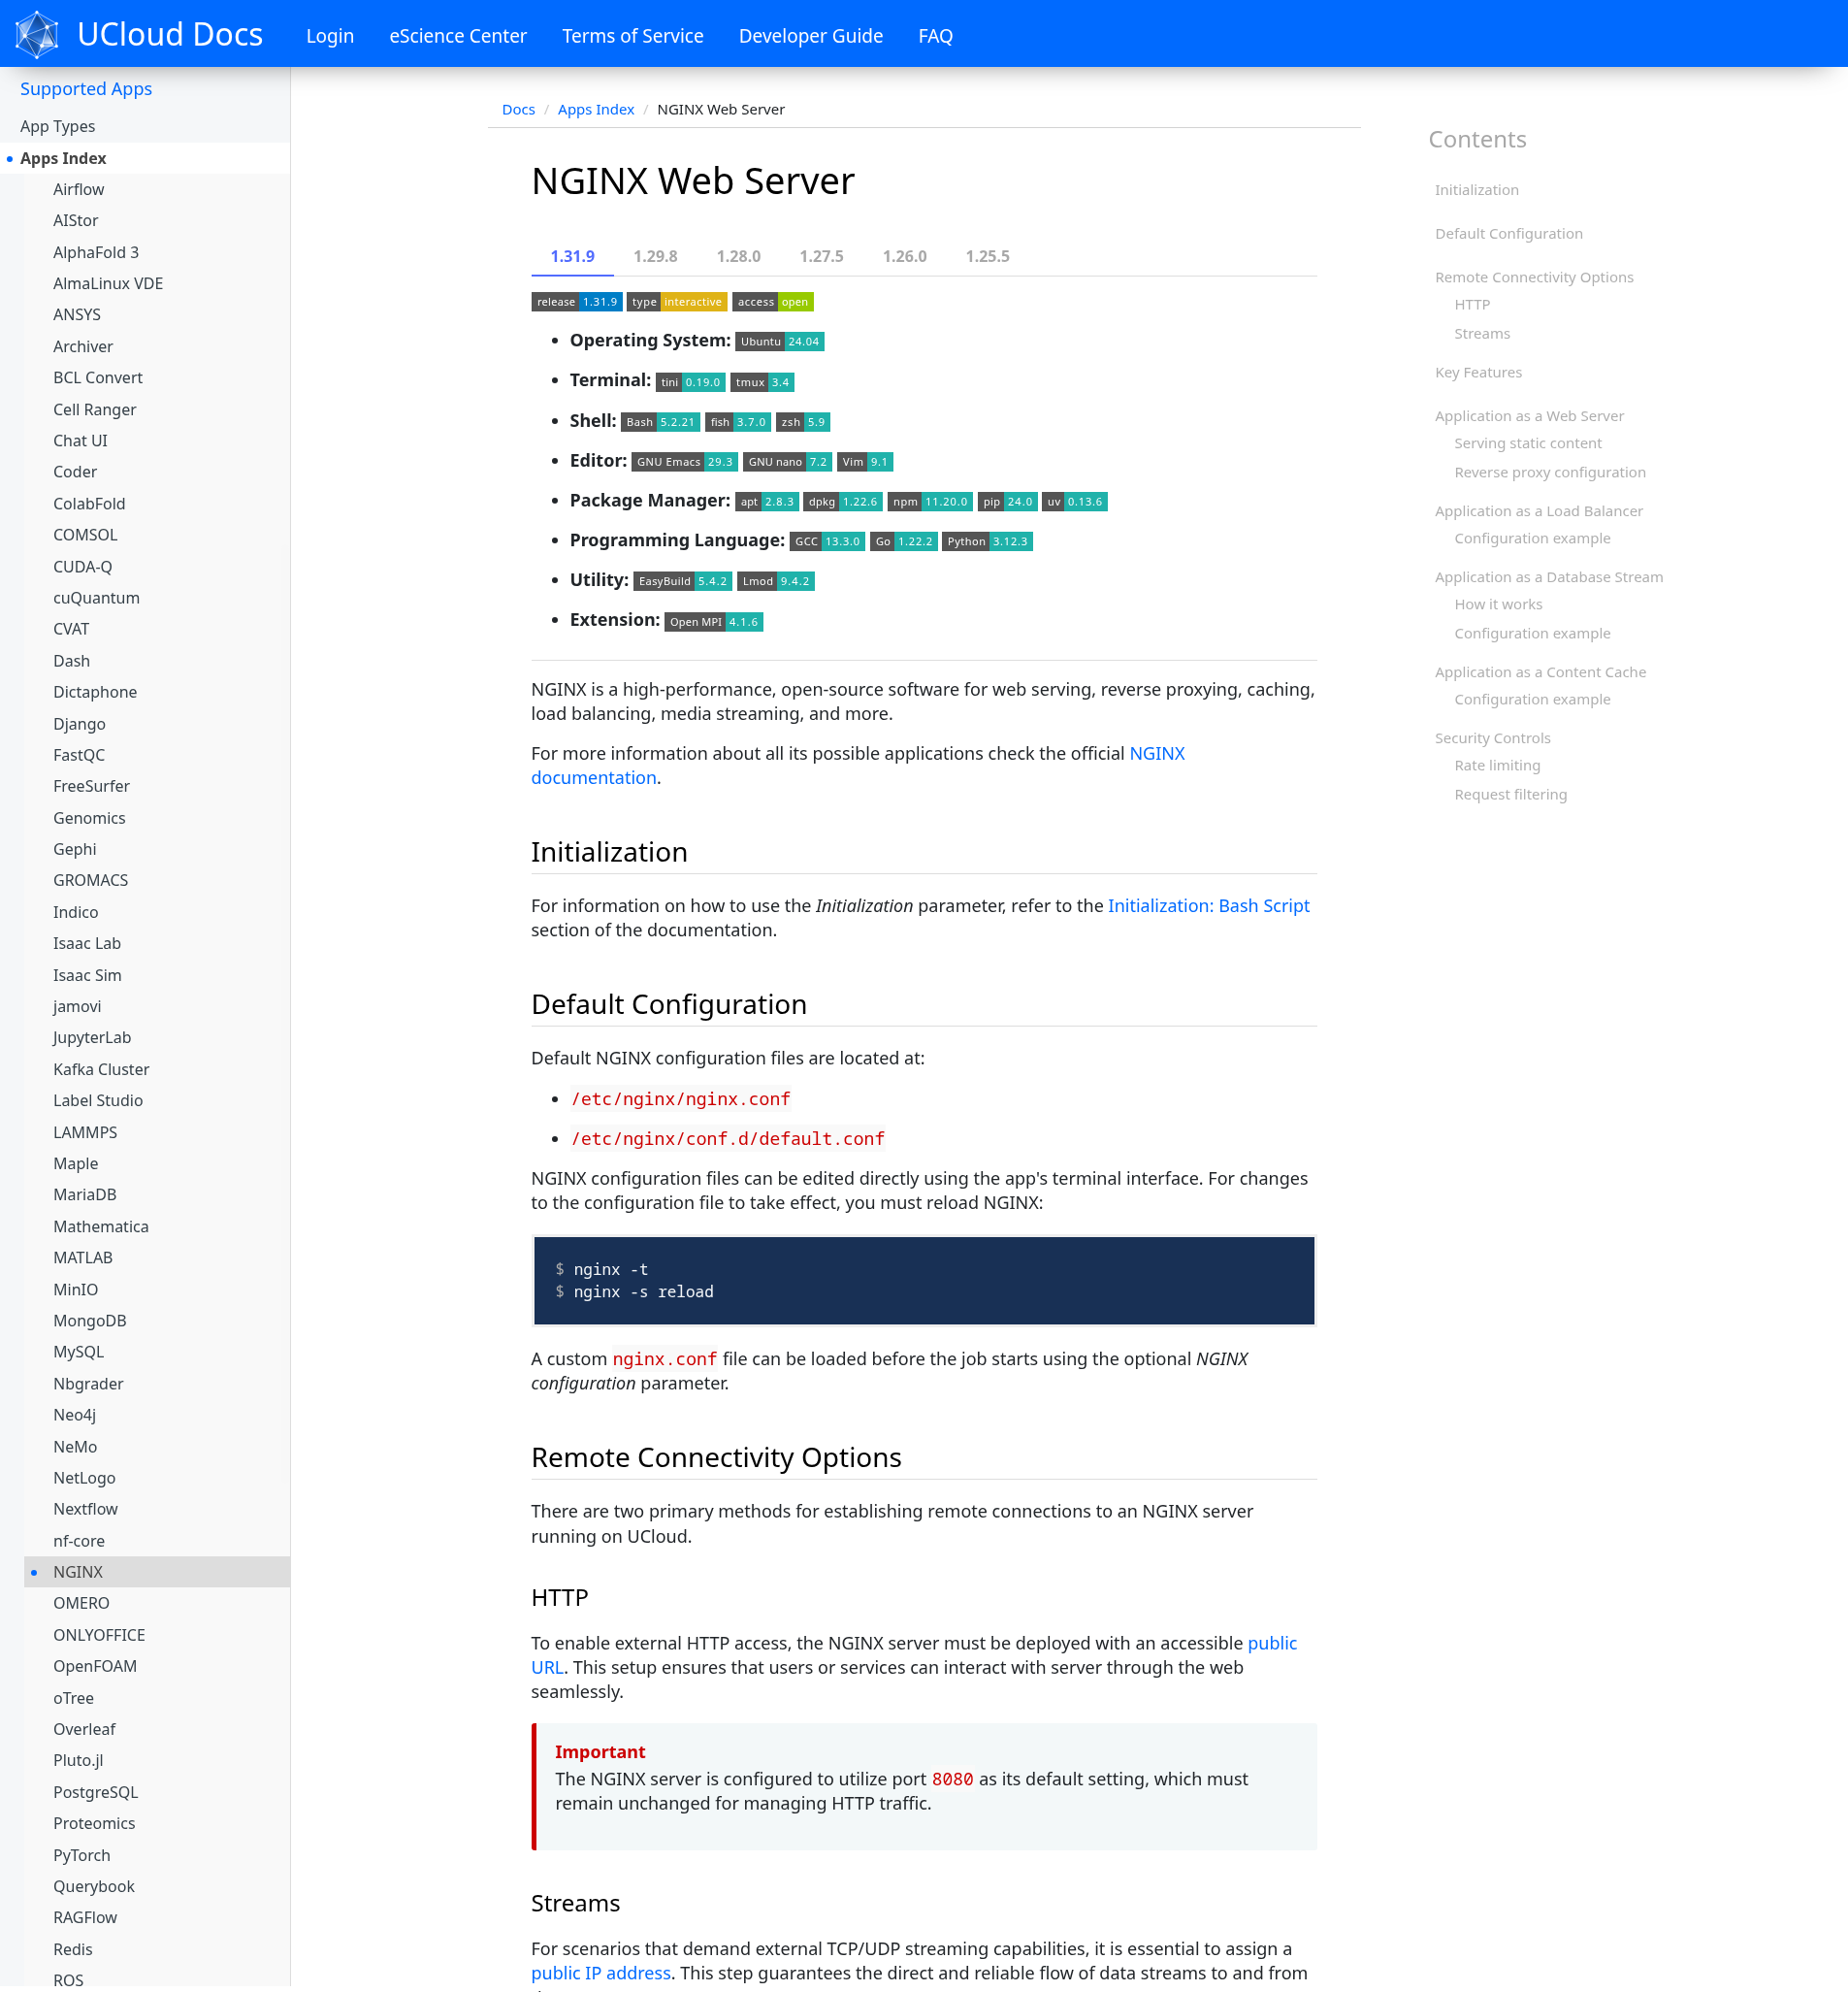 UCloud Docs
Login
eScience Center
Terms of Service
Developer Guide
FAQ
Supported Apps
App Types
Apps Index
Airflow
AIStor
AlphaFold 3
AlmaLinux VDE
ANSYS
Archiver
BCL Convert
Cell Ranger
Chat UI
Coder
ColabFold
COMSOL
CUDA-Q
cuQuantum
CVAT
Dash
Dictaphone
Django
FastQC
FreeSurfer
Genomics
Gephi
GROMACS
Indico
Isaac Lab
Isaac Sim
jamovi
JupyterLab
Kafka Cluster
Label Studio
LAMMPS
Maple
MariaDB
Mathematica
MATLAB
MinIO
MongoDB
MySQL
Nbgrader
Neo4j
NeMo
NetLogo
Nextflow
nf-core
NGINX
OMERO
ONLYOFFICE
OpenFOAM
oTree
Overleaf
Pluto.jl
PostgreSQL
Proteomics
PyTorch
Querybook
RAGFlow
Redis
ROS
Docs / Apps Index / NGINX Web Server
NGINX Web Server
1.31.9 1.29.8 1.28.0 1.27.5 1.26.0 1.25.5
release 1.31.9 type interactive access open
Operating System: Ubuntu 24.04
Terminal: tini 0.19.0 tmux 3.4
Shell: Bash 5.2.21 fish 3.7.0 zsh 5.9
Editor: GNU Emacs 29.3 GNU nano 7.2 Vim 9.1
Package Manager: apt 2.8.3 dpkg 1.22.6 npm 11.20.0 pip 24.0 uv 0.13.6
Programming Language: GCC 13.3.0 Go 1.22.2 Python 3.12.3
Utility: EasyBuild 5.4.2 Lmod 9.4.2
Extension: Open MPI 4.1.6
NGINX is a high-performance, open-source software for web serving, reverse proxying, caching,
load balancing, media streaming, and more.
For more information about all its possible applications check the official NGINX
documentation.
Initialization
For information on how to use the Initialization parameter, refer to the Initialization: Bash Script
section of the documentation.
Default Configuration
Default NGINX configuration files are located at:
/etc/nginx/nginx.conf
/etc/nginx/conf.d/default.conf
NGINX configuration files can be edited directly using the app's terminal interface. For changes
to the configuration file to take effect, you must reload NGINX:
$ nginx -t
$ nginx -s reload
A custom nginx.conf file can be loaded before the job starts using the optional NGINX
configuration parameter.
Remote Connectivity Options
There are two primary methods for establishing remote connections to an NGINX server
running on UCloud.
HTTP
To enable external HTTP access, the NGINX server must be deployed with an accessible public
URL. This setup ensures that users or services can interact with server through the web
seamlessly.
Important
The NGINX server is configured to utilize port 8080 as its default setting, which must
remain unchanged for managing HTTP traffic.
Streams
For scenarios that demand external TCP/UDP streaming capabilities, it is essential to assign a
public IP address. This step guarantees the direct and reliable flow of data streams to and from
Contents
Initialization
Default Configuration
Remote Connectivity Options
HTTP
Streams
Key Features
Application as a Web Server
Serving static content
Reverse proxy configuration
Application as a Load Balancer
Configuration example
Application as a Database Stream
How it works
Configuration example
Application as a Content Cache
Configuration example
Security Controls
Rate limiting
Request filtering